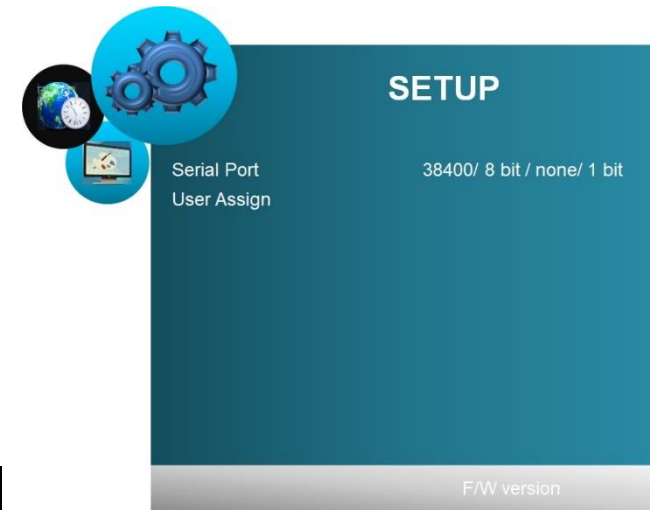 SETUP
Serial Port 38400/ 8 bit / none/ 1 bit
User Assign
F/W version